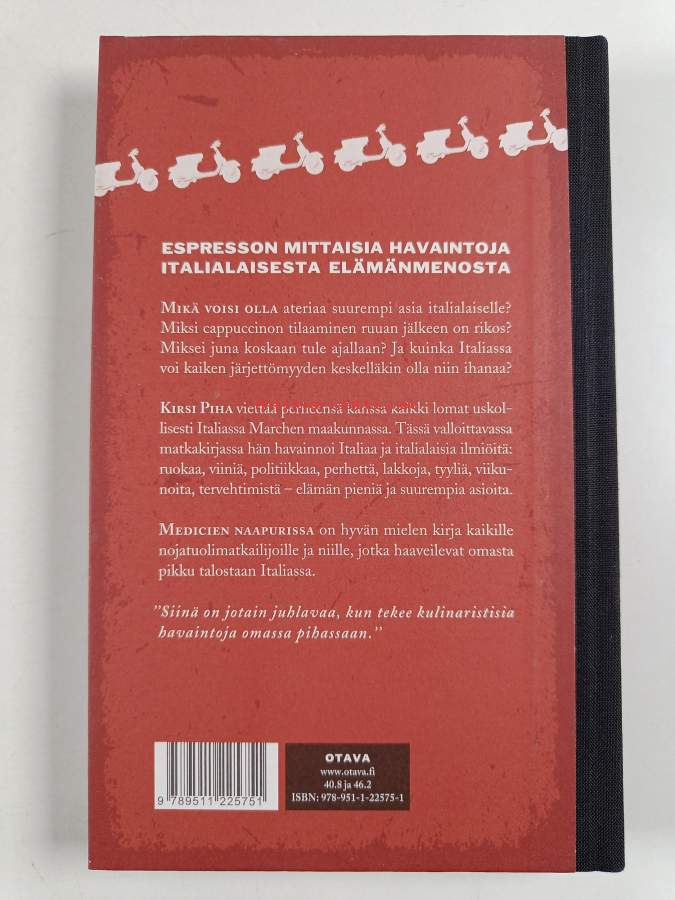 ESPRESSON MITTAISIA HAVAINTOJA
ITALIALAISESTA ELÄMÄNMENOSTA
MIKÄ VOISI OLLA ateriaa suurempi asia italialaiselle?
Miksi cappuccinon tilaaminen ruuan jälkeen on rikos?
Miksei juna koskaan tule ajallaan? Ja kuinka Italiassa
voi kaiken järjettömyyden keskelläkin olla niin ihanaa?
KIRSI PIHA viettää perheensä kanssa kaikki lomat uskol-
lisesti Italiassa Marchen maakunnassa. Tässä valloittavassa
matkakirjassa hän havainnoi Italiaa ja italialaisia ilmiöitä:
ruokaa, viiniä, politiikkaa, perhettä, lakkoja, tyyliä, viiku-
noita, tervehtimistä – elämän pieniä ja suurempia asioita.
MEDICIEN NAAPURISSA on hyvän mielen kirja kaikille
nojatuolimatkailijoille ja niille, jotka haaveilevat omasta
pikku talostaan Italiassa.
”Siinä on jotain juhlavaa, kun tekee kulinaristisia
havaintoja omassa pihassaan.”
9 789511 225751
OTAVA
www.otava.fi
40.8 ja 46.2
ISBN: 978-951-1-22575-1